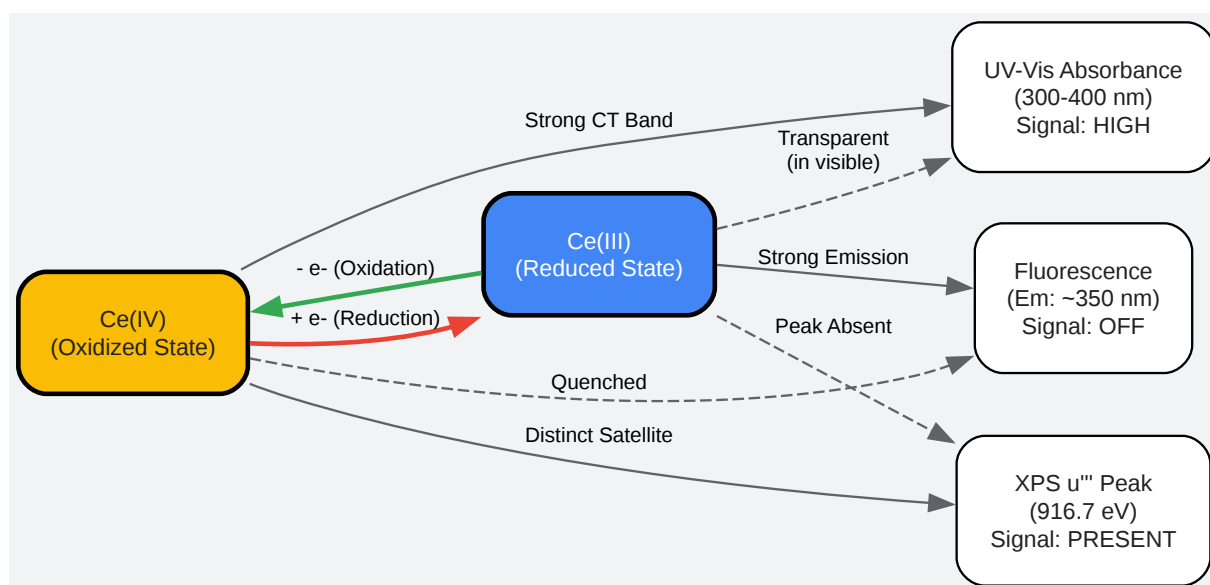 UV-Vis Absorbance
(300-400 nm)
Signal: HIGH
Strong CT Band
Transparent
(in visible)
Ce(III)
(Reduced State)
Strong Emission
Fluorescence
(Em: ~350 nm)
Signal: OFF
- e- (Oxidation)
+ e- (Reduction)
Ce(IV)
(Oxidized State)
Peak Absent
Quenched
Distinct Satellite
XPS u''' Peak
(916.7 eV)
Signal: PRESENT